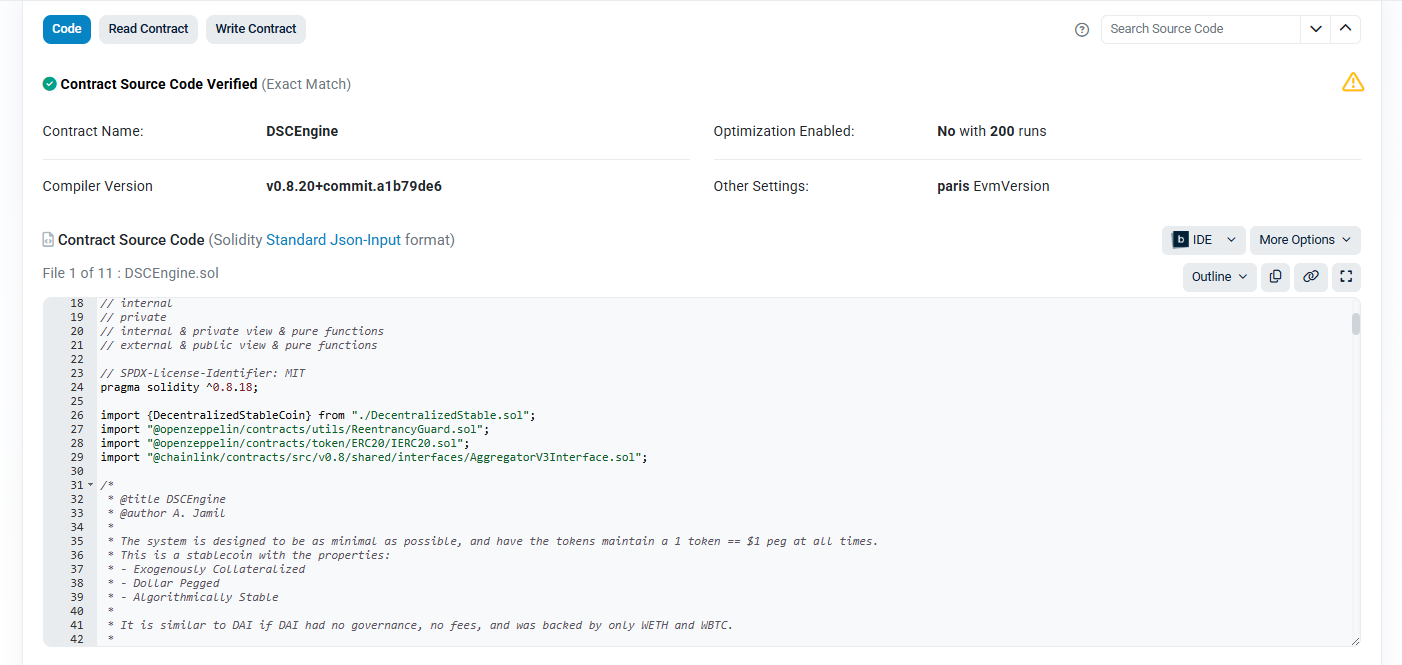 Code Read Contract Write Contract Search Source Code
Contract Source Code Verified (Exact Match)
Contract Name: DSCEngine Optimization Enabled: No with 200 runs
Compiler Version v0.8.20+commit.a1b79de6 Other Settings: paris EvmVersion
Contract Source Code (Solidity Standard Json-Input format) b IDE More Options
File 1 of 11 : DSCEngine.sol Outline
18 // internal
19 // private
20 // internal & private view & pure functions
21 // external & public view & pure functions
22
23 // SPDX-License-Identifier: MIT
24 pragma solidity ^0.8.18;
25
26 import {DecentralizedStableCoin} from "./DecentralizedStable.sol";
27 import "@openzeppelin/contracts/utils/ReentrancyGuard.sol";
28 import "@openzeppelin/contracts/token/ERC20/IERC20.sol";
29 import "@chainlink/contracts/src/v0.8/shared/interfaces/AggregatorV3Interface.sol";
30
31 /*
32 * @title DSCEngine
33 * @author A. Jamil
34 *
35 * The system is designed to be as minimal as possible, and have the tokens maintain a 1 token == $1 peg at all times.
36 * This is a stablecoin with the properties:
37 * - Exogenously Collateralized
38 * - Dollar Pegged
39 * - Algorithmically Stable
40 *
41 * It is similar to DAI if DAI had no governance, no fees, and was backed by only WETH and WBTC.
42 *